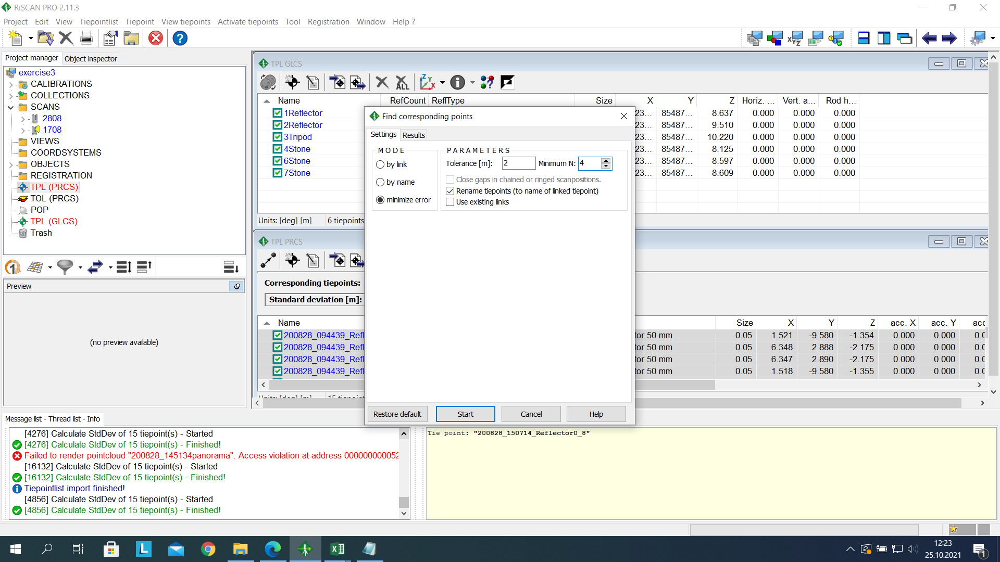 RiSCAN PRO 2.11.3
Project Edit View Tiepointlist Tiepoint View tiepoints Activate tiepoints Tool Registration Window Help ?
Project manager Object inspector
exercise3
CALIBRATIONS
COLLECTIONS
SCANS
2808
1708
VIEWS
COORDSYSTEMS
OBJECTS
REGISTRATION
TPL (PRCS)
TOL (PRCS)
POP
TPL (GLCS)
Trash
Preview
(no preview available)
TPL GLCS
ALL
Name RefCount ReflType Size X Y Z Horiz. ... Vert. a... Rod h...
1Reflector 23... 85487... 8.637 0.000 0.000 0.000
2Reflector 23... 85487... 9.510 0.000 0.000 0.000
3Tripod 23... 85487... 10.220 0.000 0.000 0.000
4Stone 23... 85487... 8.125 0.000 0.000 0.000
6Stone 23... 85487... 8.597 0.000 0.000 0.000
7Stone 23... 85487... 8.609 0.000 0.000 0.000
Units: [deg] [m] 6 tiepoints
Find corresponding points
Settings Results
MODE
by link
by name
minimize error
PARAMETERS
Tolerance [m]: 2 Minimum N: 4
Close gaps in chained or ringed scanpositions.
Rename tiepoints (to name of linked tiepoint)
Use existing links
Restore default Start Cancel Help
TPL PRCS
Corresponding tiepoints:
Standard deviation [m]:
Name Size X Y Z acc. X acc. Y acc
200828_094439_Refl tor 50 mm 0.05 1.521 -9.580 -1.354 0.000 0.000 0.0
200828_094439_Refl tor 50 mm 0.05 6.348 2.888 -2.175 0.000 0.000 0.0
200828_094439_Refl tor 50 mm 0.05 6.347 2.890 -2.175 0.000 0.000 0.0
200828_094439_Refl tor 50 mm 0.05 1.518 -9.580 -1.355 0.000 0.000 0.0
Message list - Thread list - Info
[4276] Calculate StdDev of 15 tiepoint(s) - Started
[4276] Calculate StdDev of 15 tiepoint(s) - Finished!
Failed to render pointcloud "200828_145134panorama". Access violation at address 000000000052
[16132] Calculate StdDev of 15 tiepoint(s) - Started
[16132] Calculate StdDev of 15 tiepoint(s) - Finished!
Tiepointlist import finished!
[4856] Calculate StdDev of 15 tiepoint(s) - Started
[4856] Calculate StdDev of 15 tiepoint(s) - Finished!
Tie point: "200828_150714_Reflector0_8"
12:23
25.10.2021
1